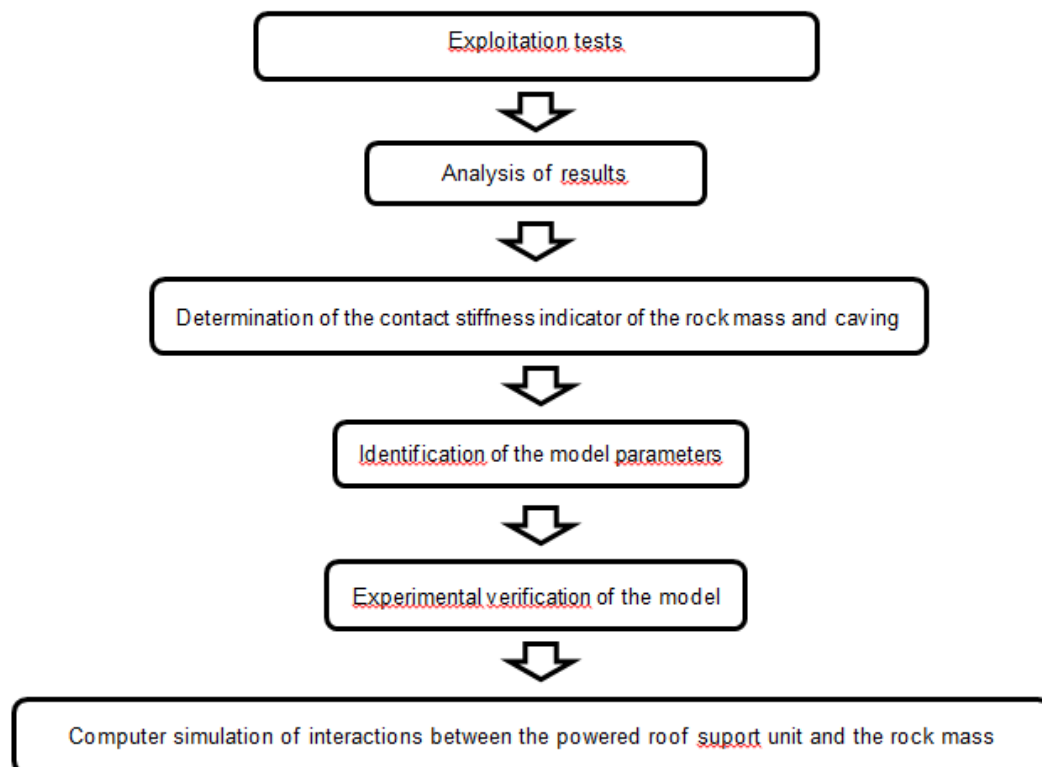 Exploitation tests
Analysis of results
Determination of the contact stiffness indicator of the rock mass and caving
Identification of the model parameters
Experimental verification of the model
Computer simulation of interactions between the powered roof suport unit and the rock mass